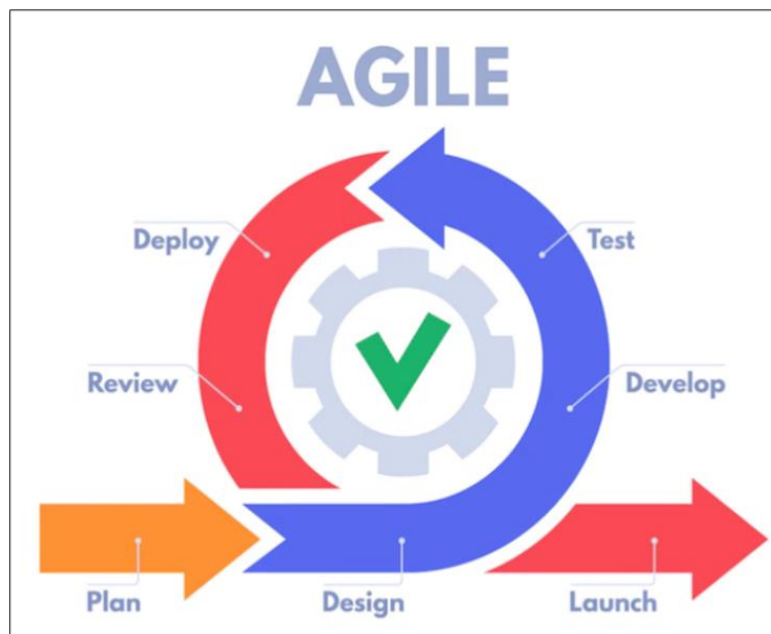 AGILE
Deploy
Test
Review
Develop
Plan
Design
Launch